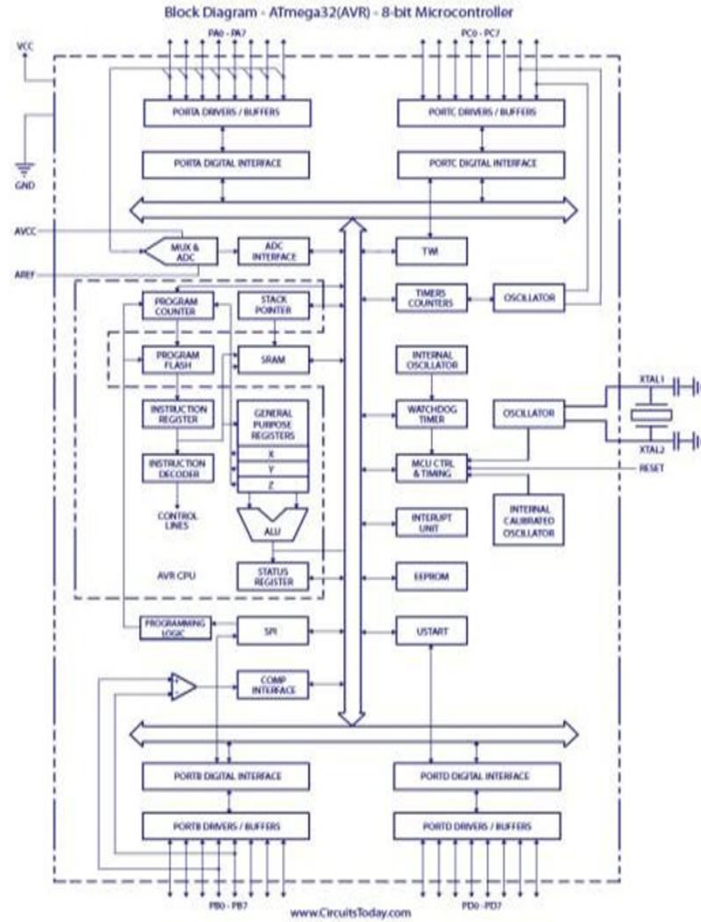 Block Diagram - ATmega32(AVR) - 8-bit Microcontroller
PA0 - PA7
PC0 - PC7
VCC
PORTA DRIVERS / BUFFERS
PORTC DRIVERS / BUFFERS
PORTA DIGITAL INTERFACE
PORTC DIGITAL INTERFACE
GND
AVCC
MUX &
ADC
ADC
INTERFACE
TWI
AREF
PROGRAM
COUNTER
STACK
POINTER
TIMERS
COUNTERS
OSCILLATOR
PROGRAM
FLASH
SRAM
INTERNAL
OSCILLATOR
XTAL1
INSTRUCTION
REGISTER
GENERAL
PURPOSE
REGISTERS
X
Y
Z
WATCHDOG
TIMER
OSCILLATOR
XTAL2
INSTRUCTION
DECODER
MCU CTRL
& TIMING
RESET
CONTROL
LINES
ALU
INTERUPT
UNIT
INTERNAL
CALIBRATED
OSCILLATOR
AVR CPU
STATUS
REGISTER
EEPROM
PROGRAMMING
LOGIC
SPI
USTART
+
-
COMP
INTERFACE
PORTB DIGITAL INTERFACE
PORTD DIGITAL INTERFACE
PORTB DRIVERS / BUFFERS
PORTD DRIVERS / BUFFERS
PB0 - PB7
PD0 - PD7
www.CircuitsToday.com